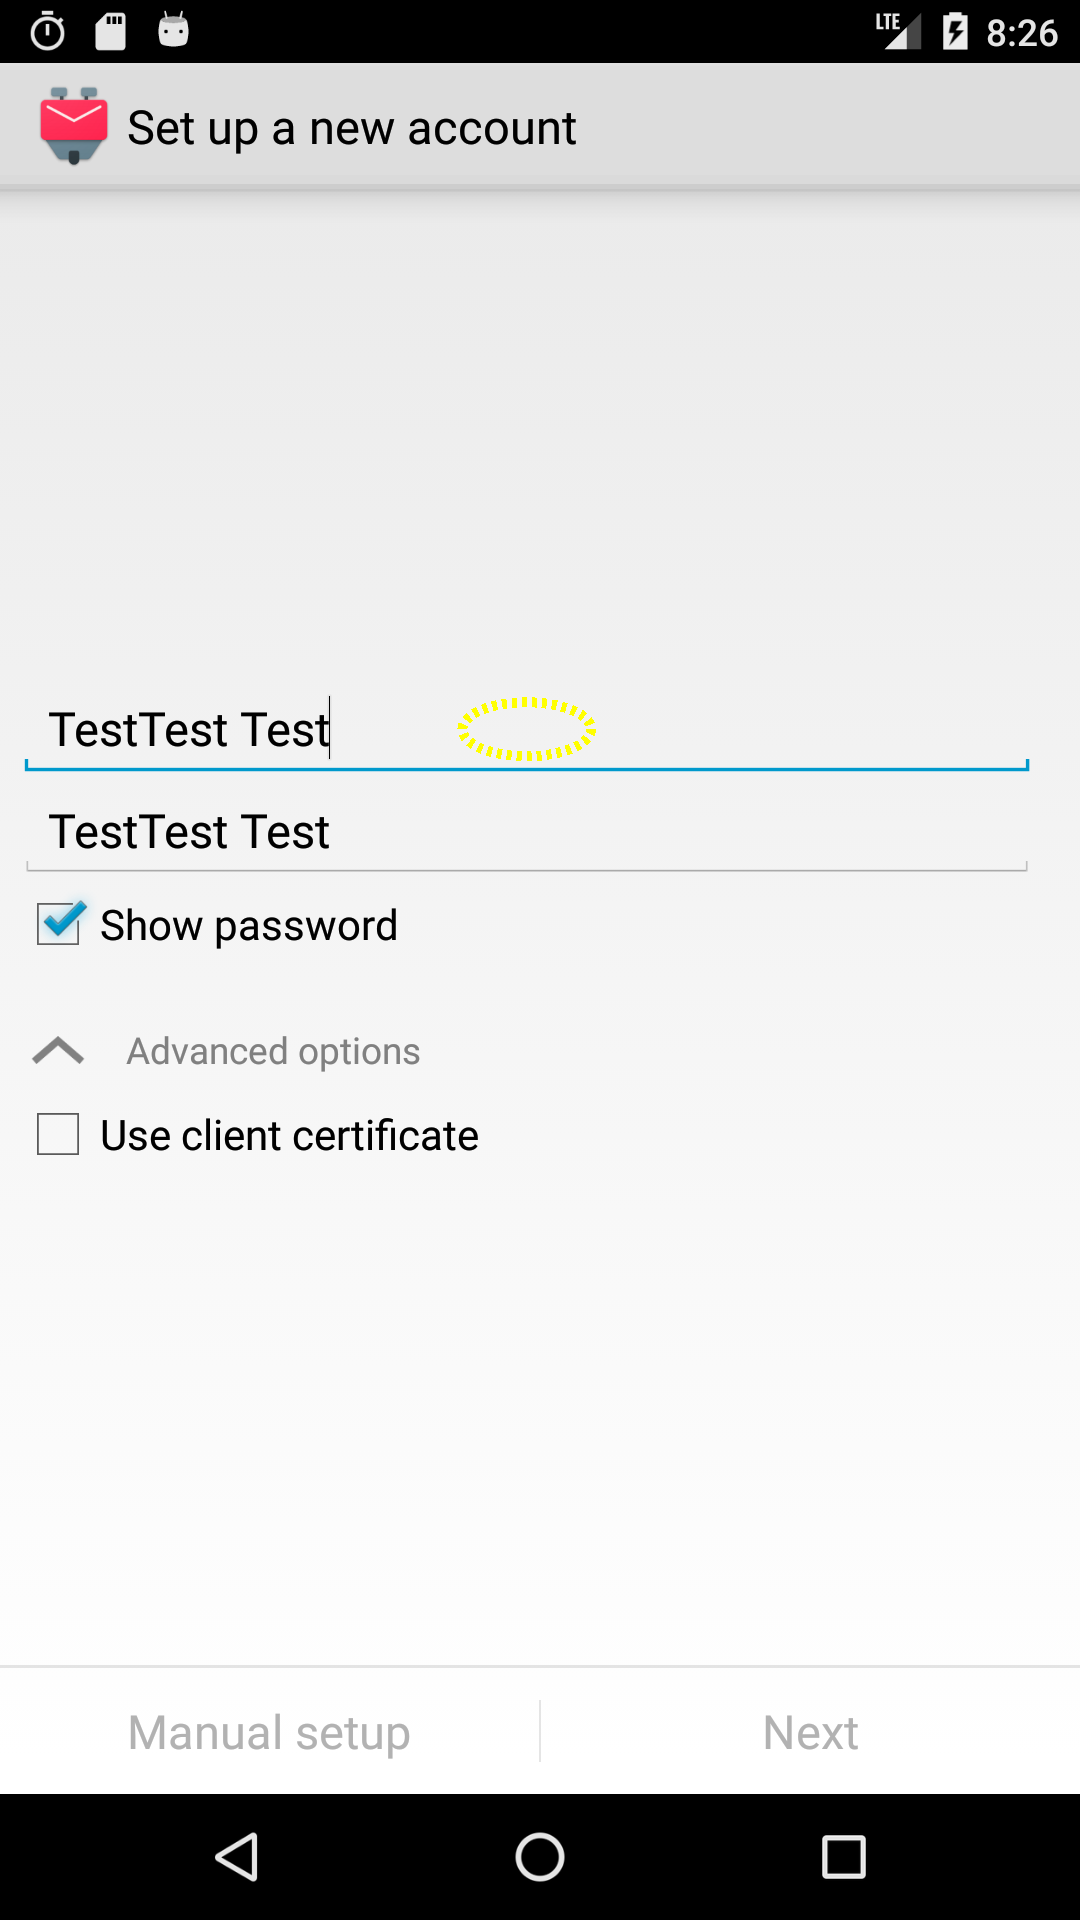 LTE 8:26
Set up a new account
TestTest Test
TestTest Test
Show password
Advanced options
Use client certificate
Manual setup Next